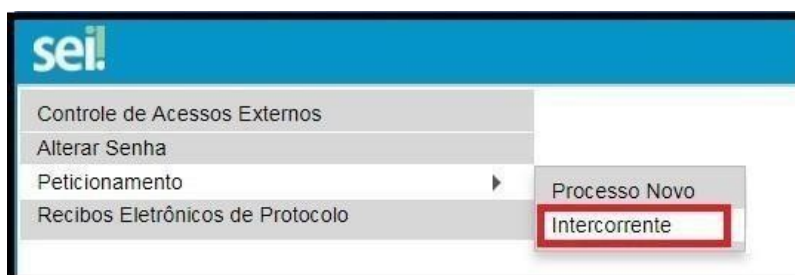 sei!
Controle de Acessos Externos
Alterar Senha
Peticionamento
Processo Novo
Intercorrente
Recibos Eletrônicos de Protocolo